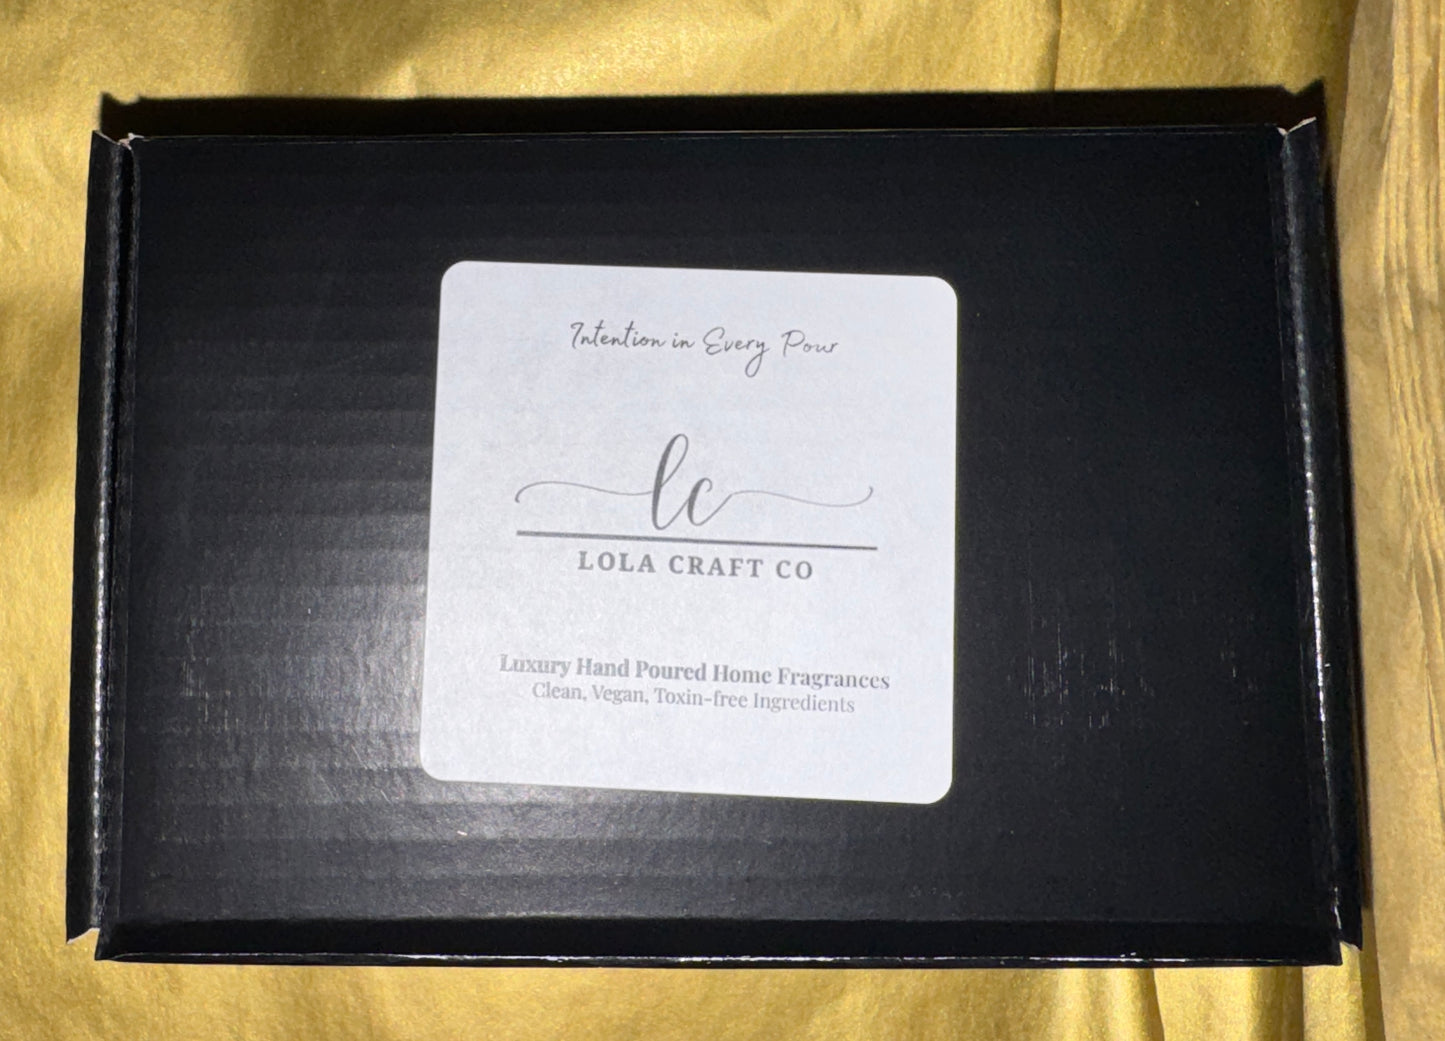 Intention in Every Pour
lc
LOLA CRAFT CO
Luxury Hand Poured Home Fragrances
Clean, Vegan, Toxin-free Ingredients